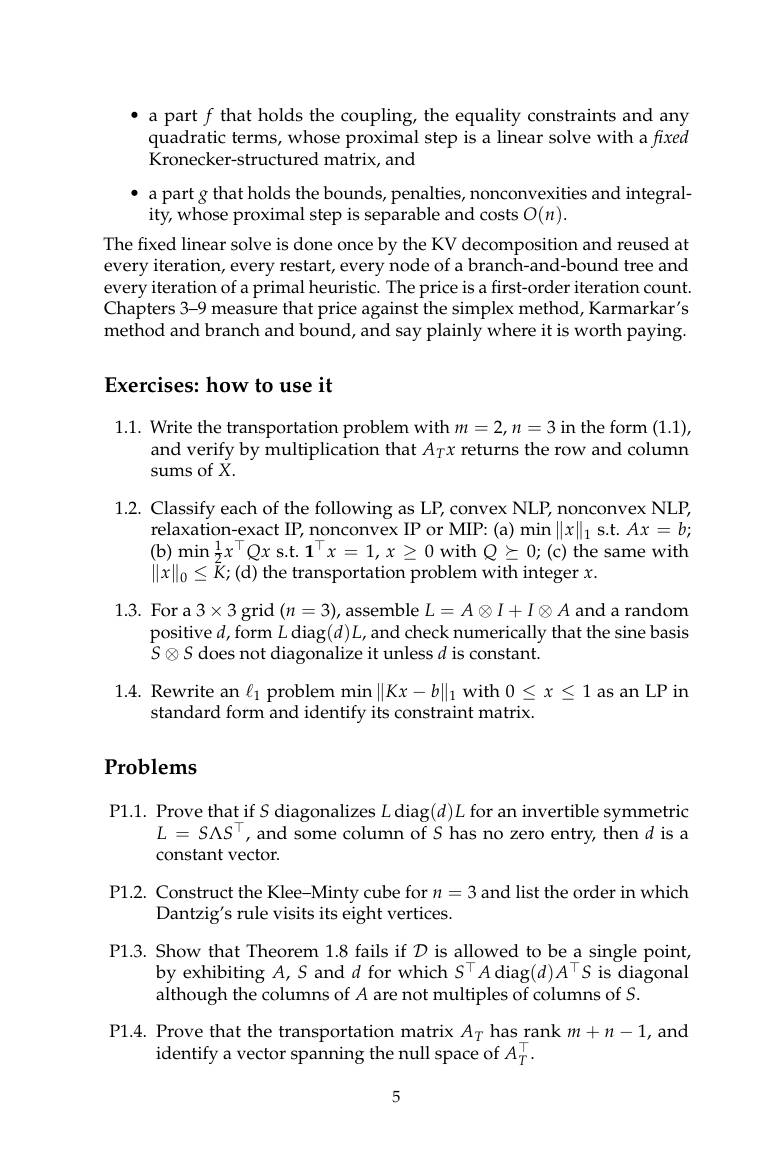 • a part f that holds the coupling, the equality constraints and any
quadratic terms, whose proximal step is a linear solve with a fixed
Kronecker-structured matrix, and
• a part g that holds the bounds, penalties, nonconvexities and integral-
ity, whose proximal step is separable and costs O(n).
The fixed linear solve is done once by the KV decomposition and reused at
every iteration, every restart, every node of a branch-and-bound tree and
every iteration of a primal heuristic. The price is a first-order iteration count.
Chapters 3–9 measure that price against the simplex method, Karmarkar's
method and branch and bound, and say plainly where it is worth paying.
Exercises: how to use it
1.1. Write the transportation problem with m = 2, n = 3 in the form (1.1),
and verify by multiplication that A_T x returns the row and column
sums of X.
1.2. Classify each of the following as LP, convex NLP, nonconvex NLP,
relaxation-exact IP, nonconvex IP or MIP: (a) min ‖x‖₁ s.t. Ax = b;
(b) min ½x⊤Qx s.t. 1⊤x = 1, x ≥ 0 with Q ⪰ 0; (c) the same with
‖x‖₀ ≤ K; (d) the transportation problem with integer x.
1.3. For a 3 × 3 grid (n = 3), assemble L = A ⊗ I + I ⊗ A and a random
positive d, form L diag(d)L, and check numerically that the sine basis
S ⊗ S does not diagonalize it unless d is constant.
1.4. Rewrite an ℓ₁ problem min ‖Kx − b‖₁ with 0 ≤ x ≤ 1 as an LP in
standard form and identify its constraint matrix.
Problems
P1.1. Prove that if S diagonalizes L diag(d)L for an invertible symmetric
L = SΛS⊤, and some column of S has no zero entry, then d is a
constant vector.
P1.2. Construct the Klee–Minty cube for n = 3 and list the order in which
Dantzig's rule visits its eight vertices.
P1.3. Show that Theorem 1.8 fails if 𝒟 is allowed to be a single point,
by exhibiting A, S and d for which S⊤A diag(d)A⊤S is diagonal
although the columns of A are not multiples of columns of S.
P1.4. Prove that the transportation matrix A_T has rank m + n − 1, and
identify a vector spanning the null space of A_T⊤.
5